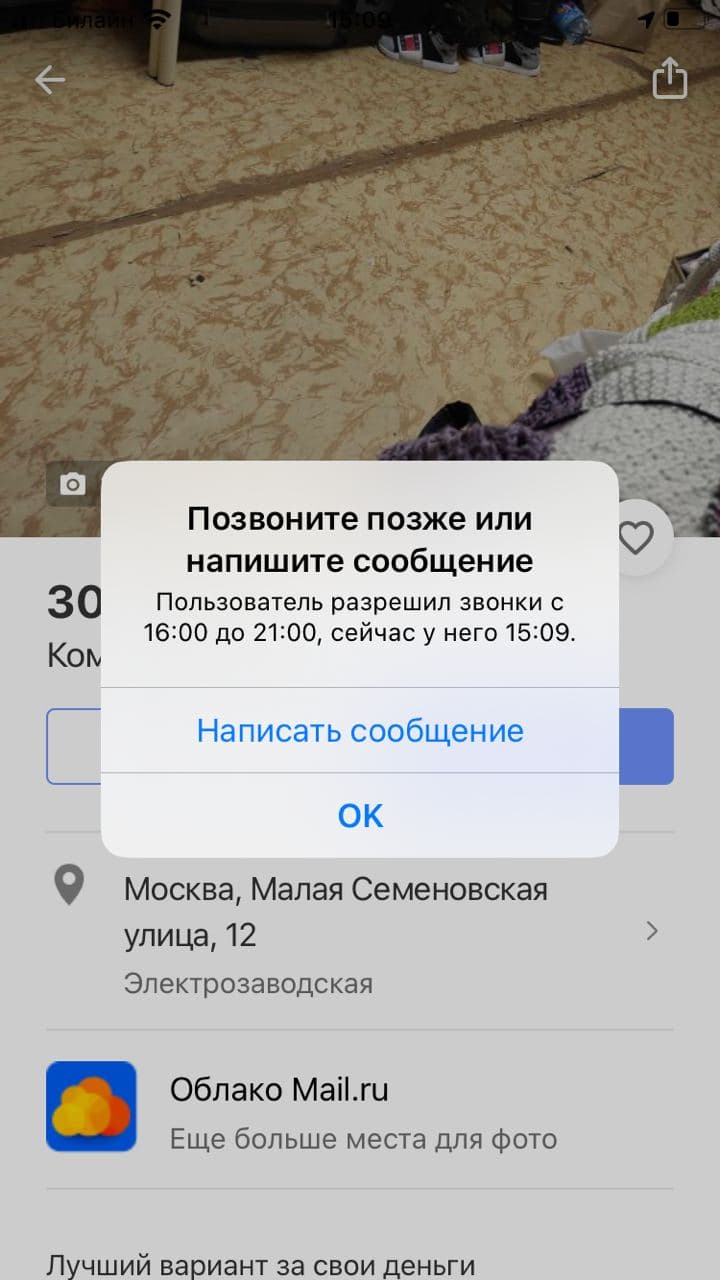 Билайн 15:09
Позвоните позже или
напишите сообщение
Пользователь разрешил звонки с
16:00 до 21:00, сейчас у него 15:09.
30
Ком
Написать сообщение
OK
Москва, Малая Семеновская
улица, 12
Электрозаводская
Облако Mail.ru
Еще больше места для фото
Лучший вариант за свои деньги